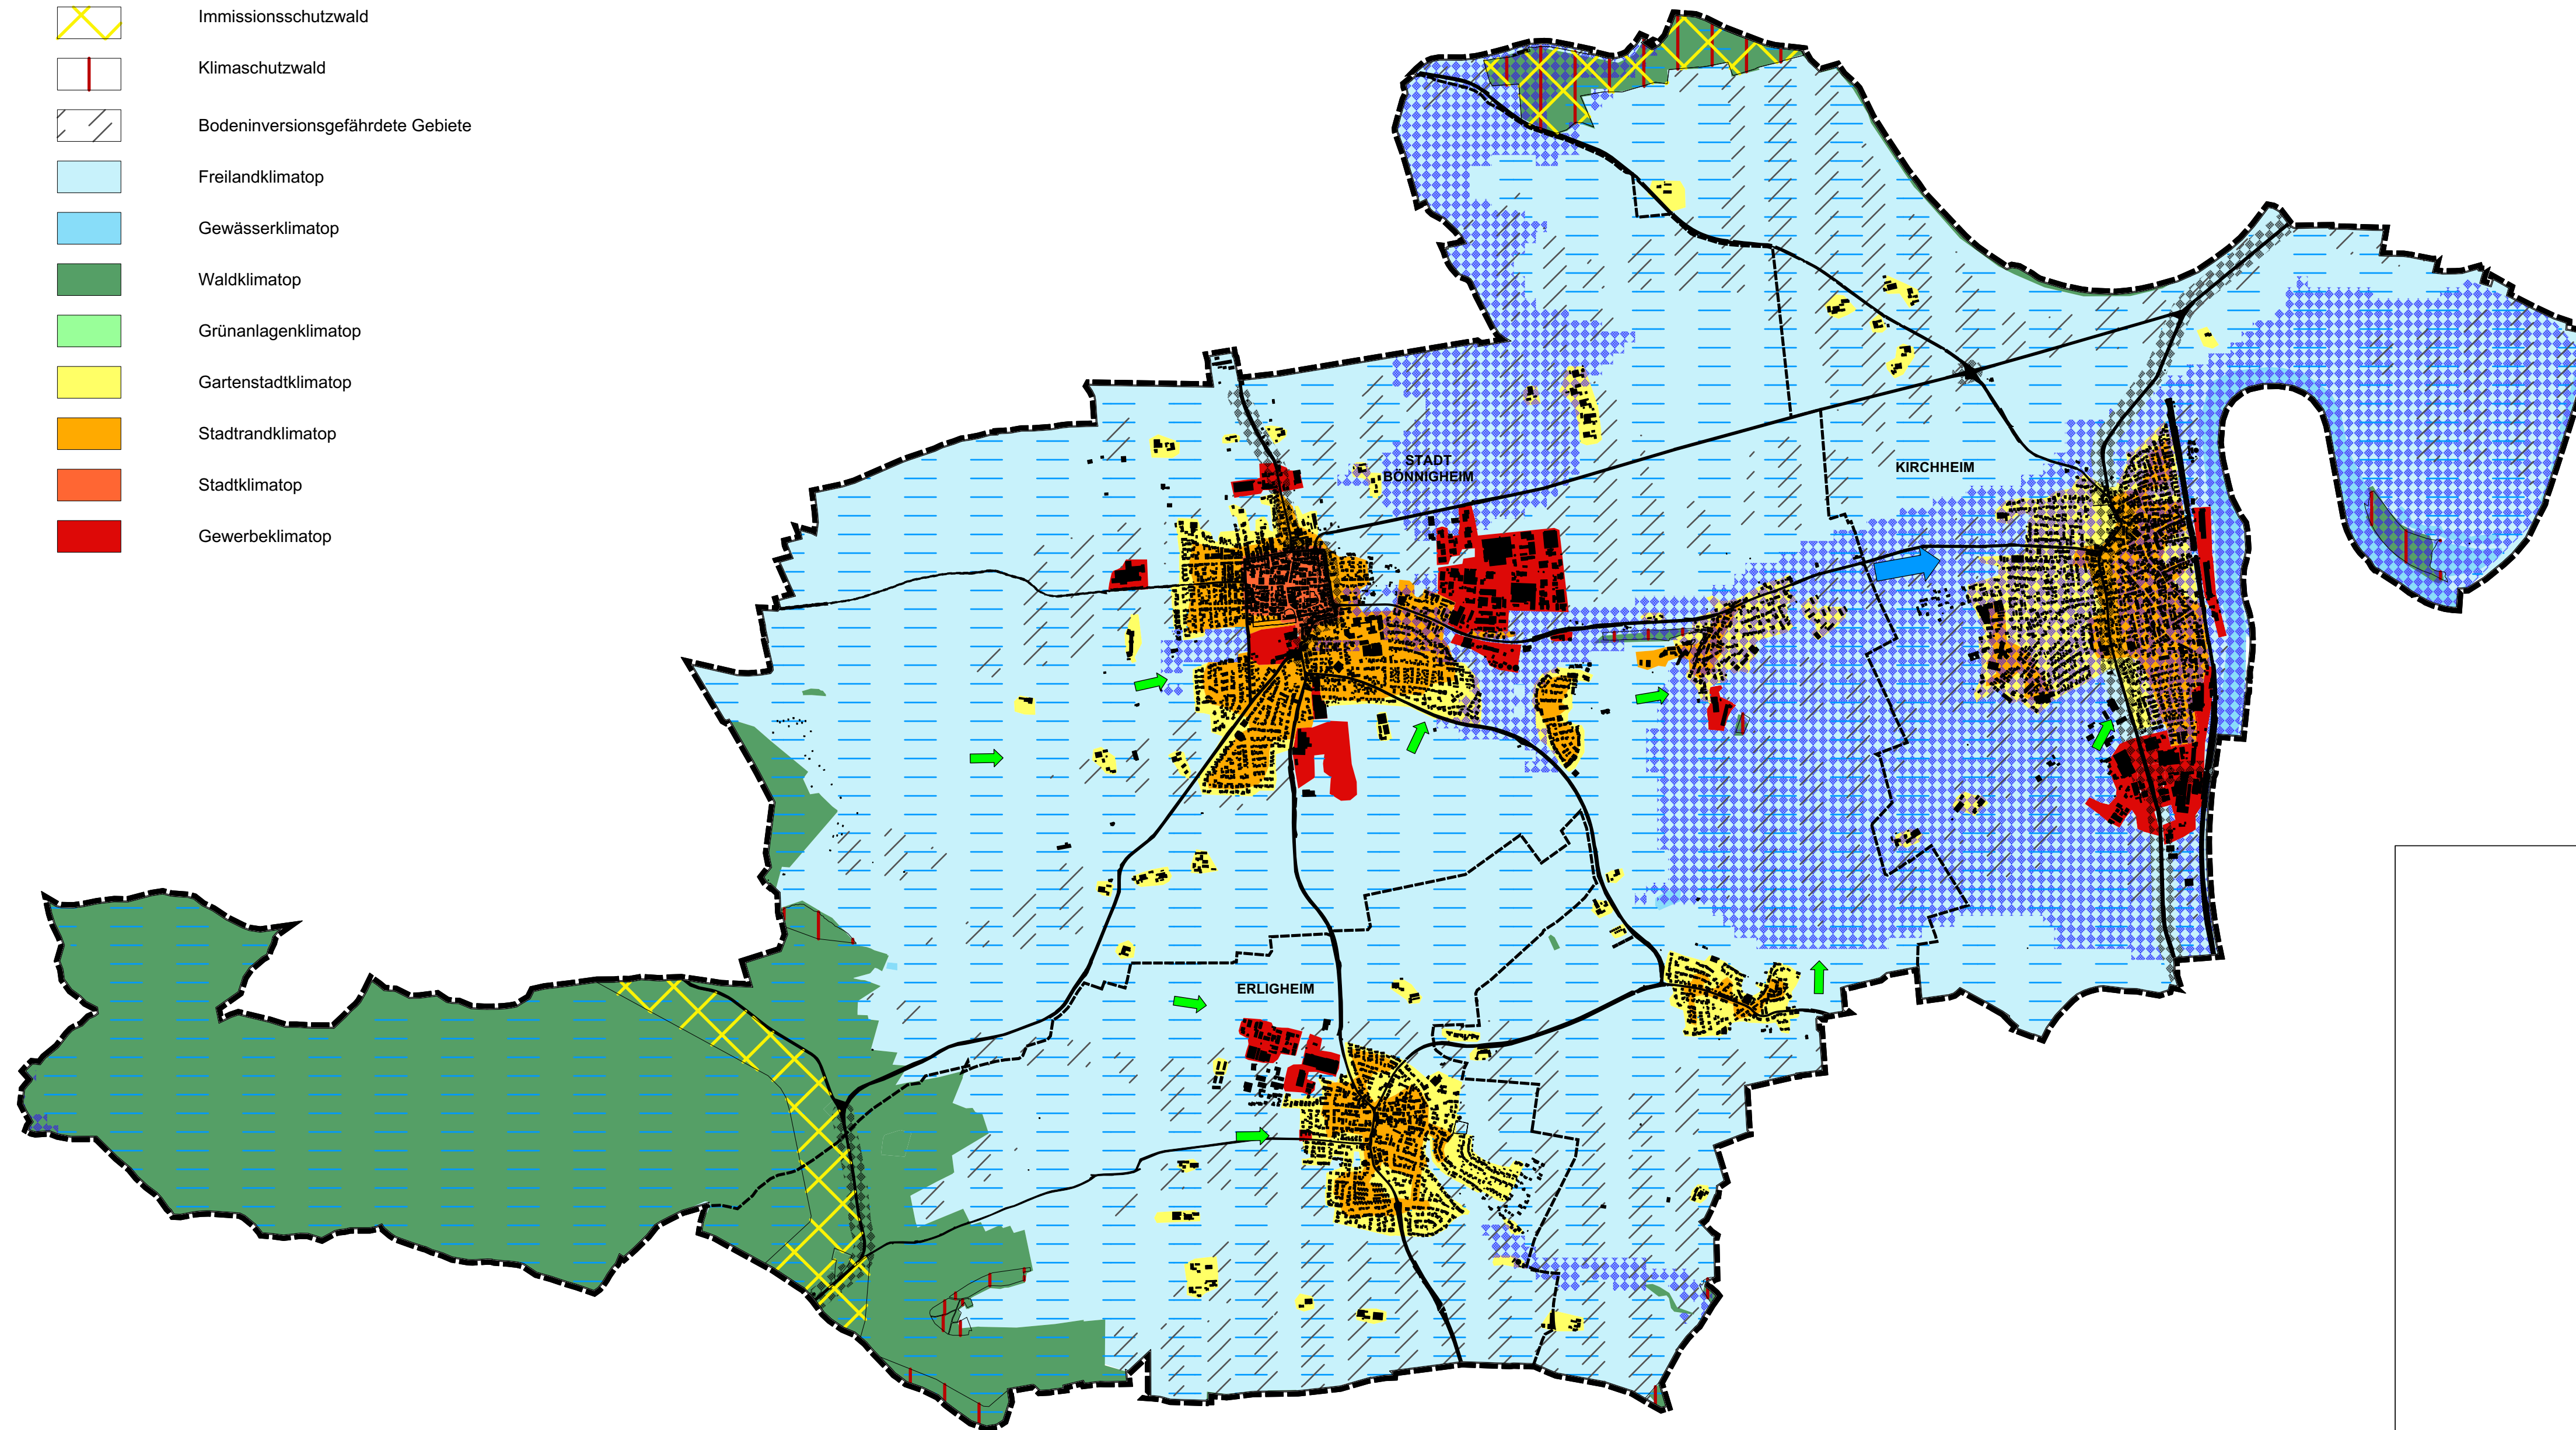 Immissionsschutzwald
Klimaschutzwald
Bodeninversionsgefährdete Gebiete
Freilandklimatop
Gewässerklimatop
Waldklimatop
Grünanlagenklimatop
Gartenstadtklimatop
Stadtrandklimatop
Stadtklimatop
Gewerbeklimatop
STADT
BÖNNIGHEIM
KIRCHHEIM
ERLIGHEIM